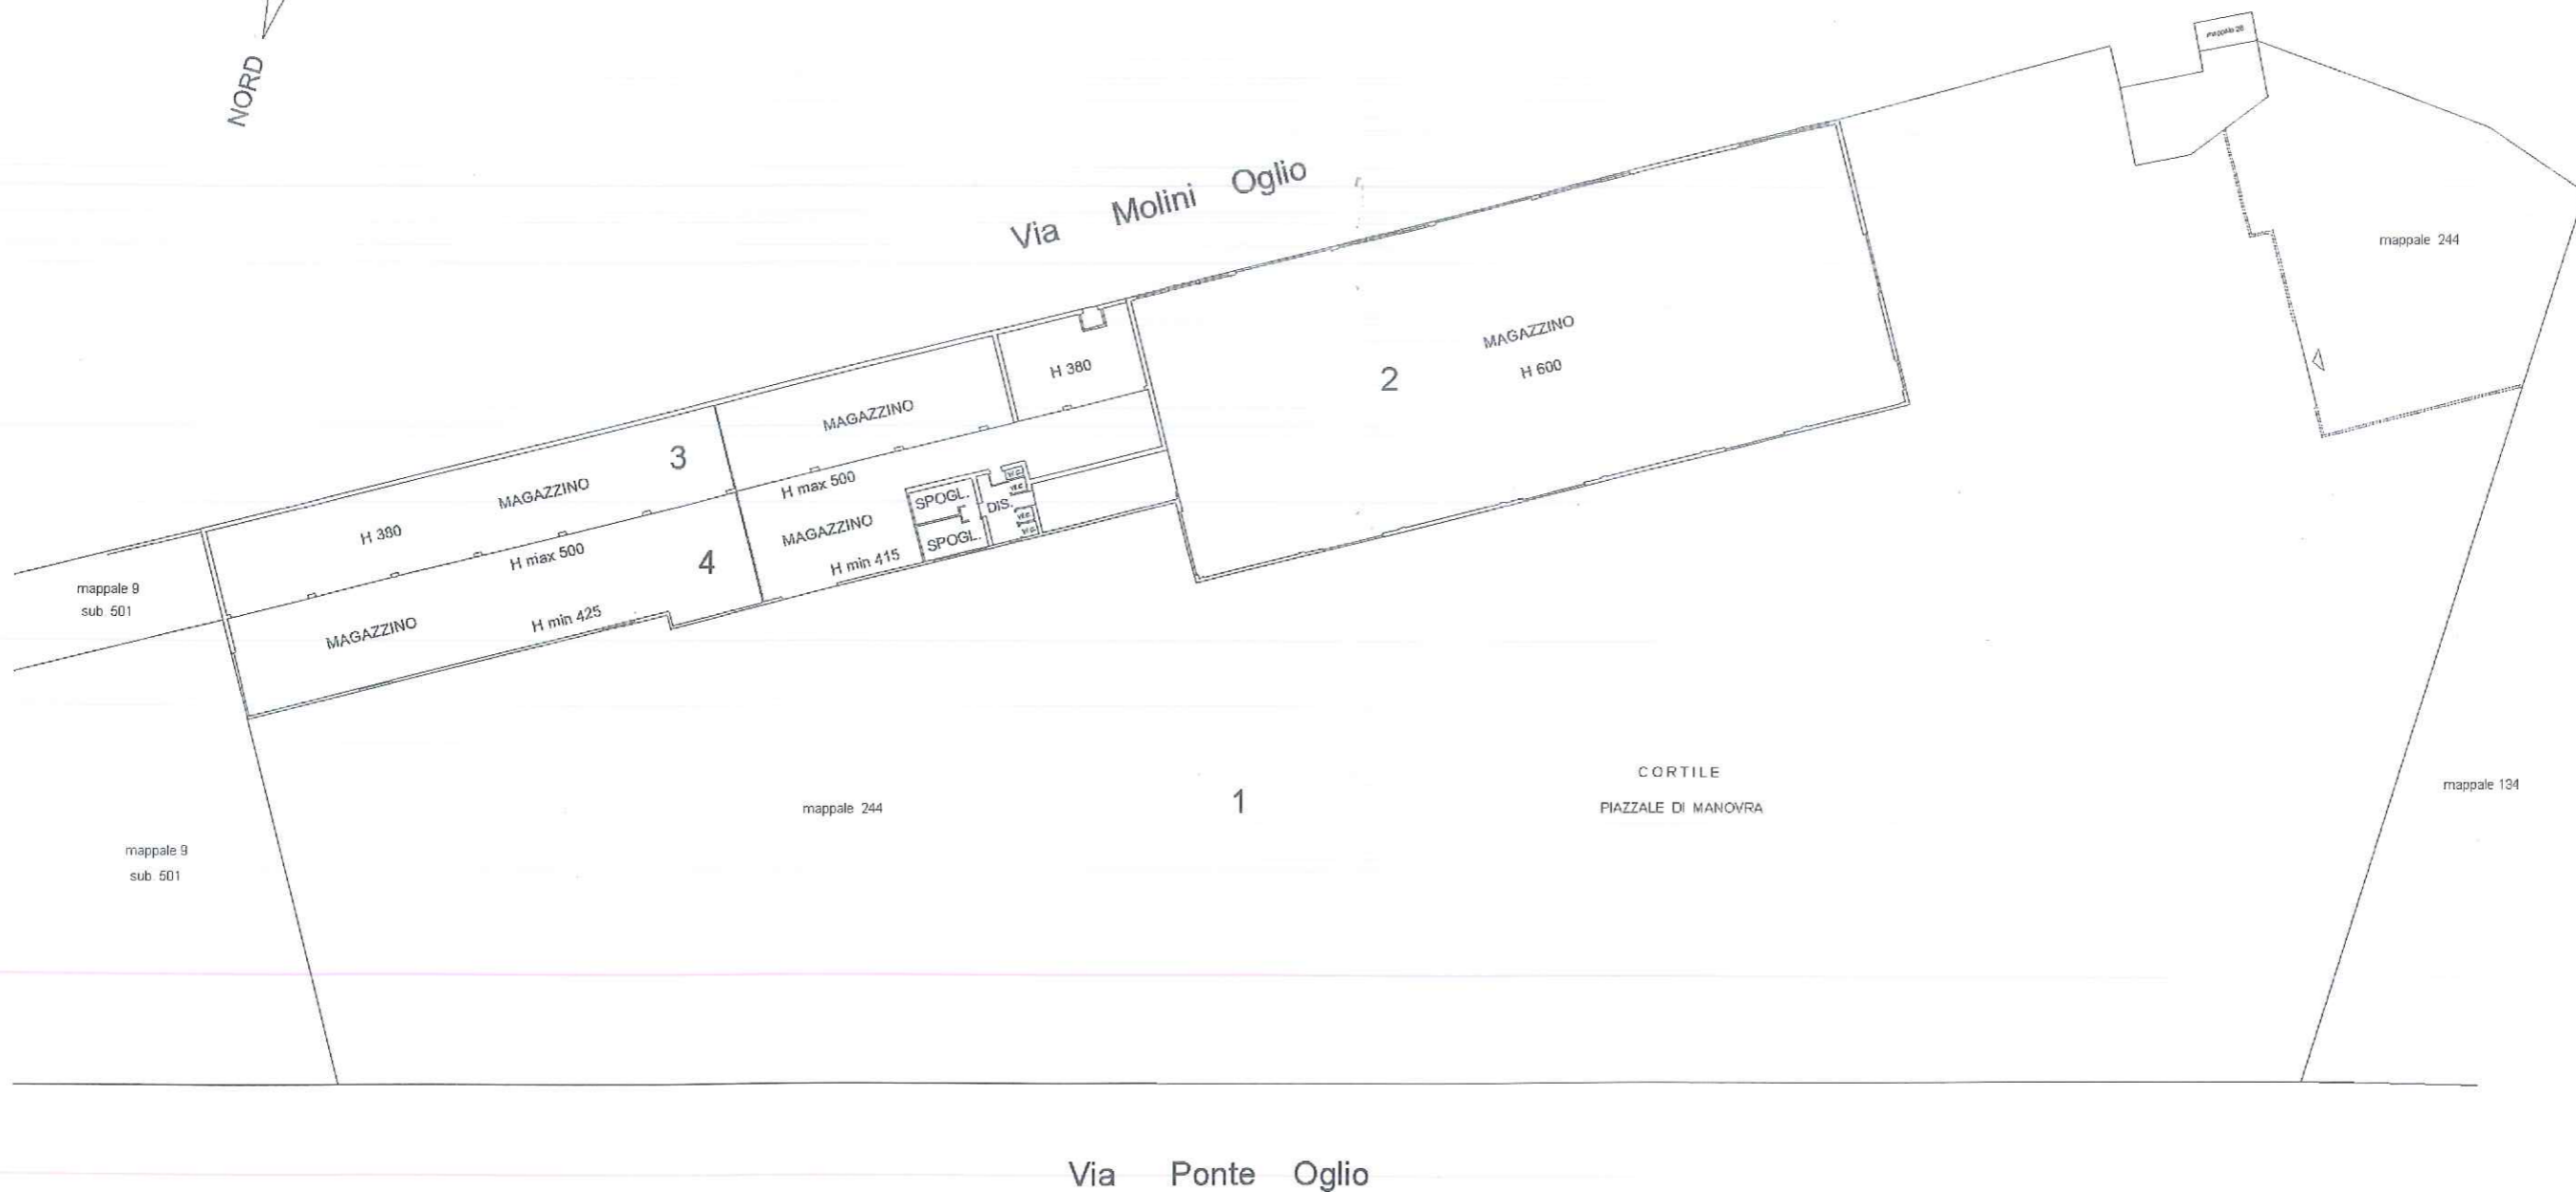 NORD
mappale 28
Via Molini Oglio
mappale 244
MAGAZZINO
H 600
2
H 380
MAGAZZINO
3
MAGAZZINO
H 380
H max 500
SPOGL.
DIS.
W.C.
W.C.
W.C.
W.C.
SPOGL.
MAGAZZINO
H min 415
H max 500
4
MAGAZZINO
H min 425
mappale 9
sub. 501
CORTILE
PIAZZALE DI MANOVRA
1
mappale 244
mappale 134
mappale 9
sub. 501
Via Ponte Oglio